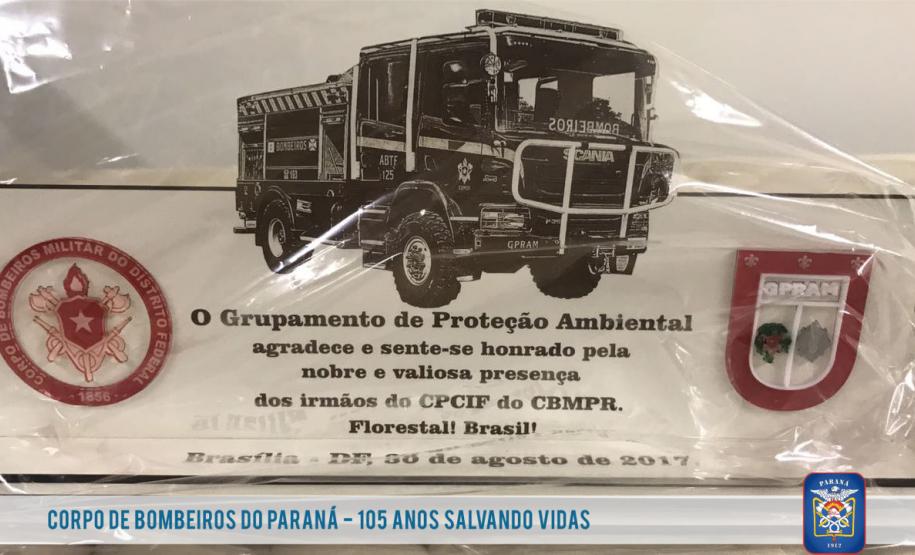 BOMBEIROS
BOMBEIROS
193
ABTF
125
SCANIA
GPRAM
CORPO DE BOMBEIROS MILITAR DO DISTRITO FEDERAL
- 1856 -
GPRAM
O Grupamento de Proteção Ambiental
agradece e sente-se honrado pela
nobre e valiosa presença
dos irmãos do CPCIF do CBMPR.
Florestal! Brasil!
Brasília - DF, 30 de agosto de 2017.
CORPO DE BOMBEIROS DO PARANÁ – 105 ANOS SALVANDO VIDAS
PARANÁ
1912